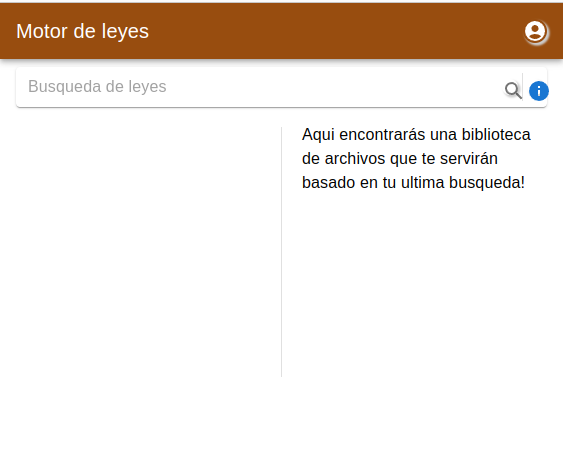 Motor de leyes
Busqueda de leyes
Aqui encontrarás una biblioteca
de archivos que te servirán
basado en tu ultima busqueda!